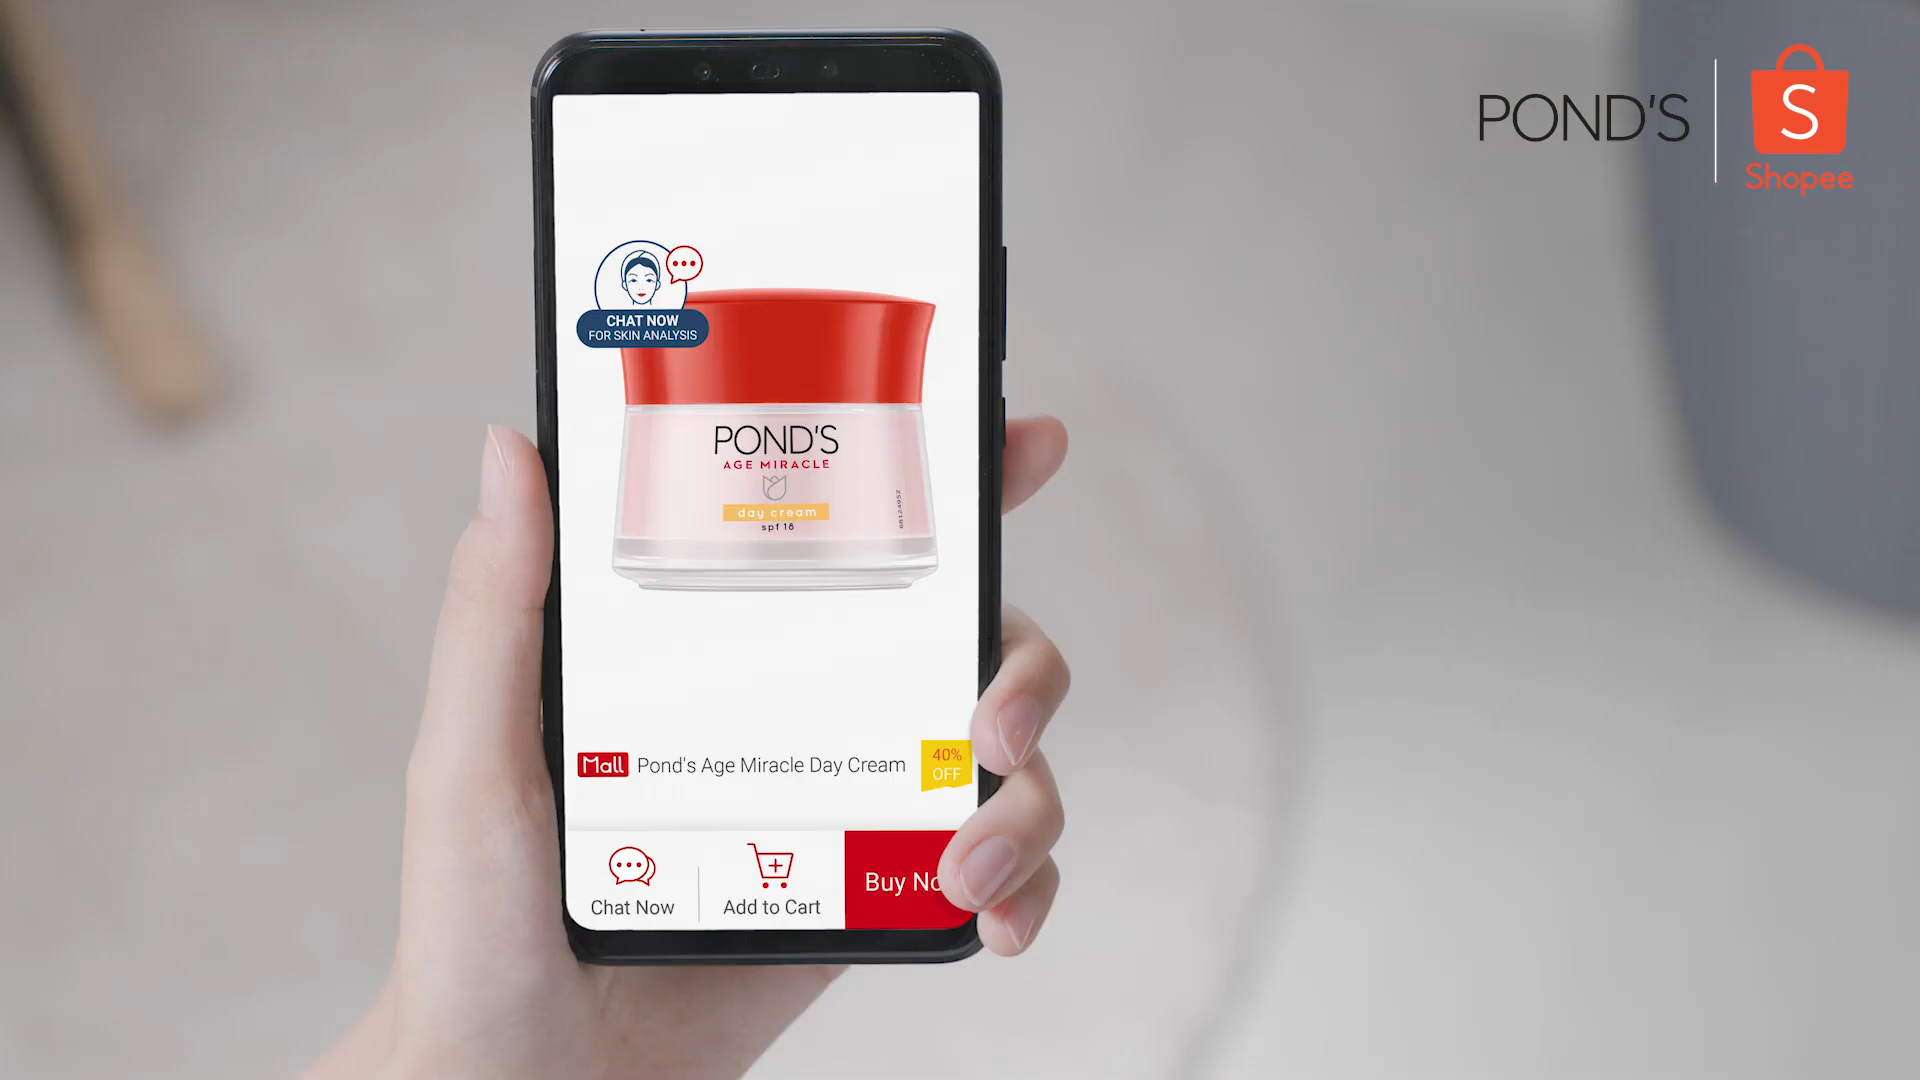 POND'S
S
Shopee
CHAT NOW
FOR SKIN ANALYSIS
POND'S
AGE MIRACLE
day cream
spf 18
68124952
Mall Pond's Age Miracle Day Cream
40%
OFF
Chat Now
Add to Cart
Buy No